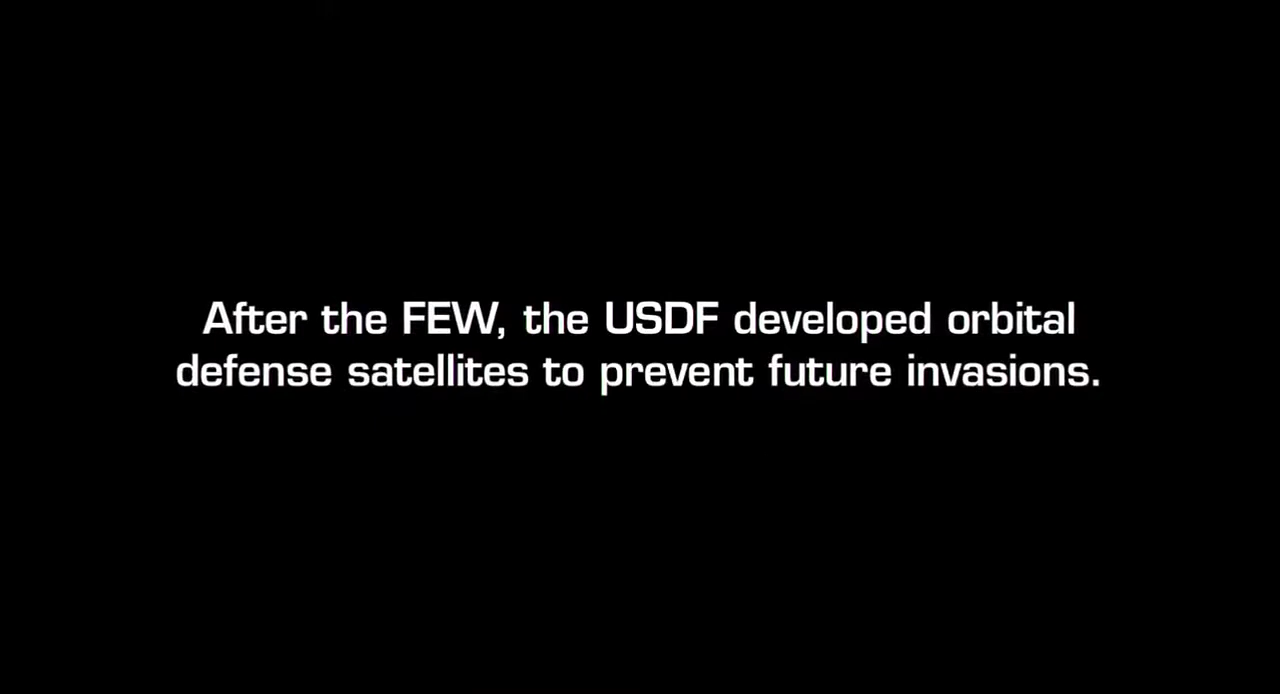 After the FEW, the USDF developed orbital
defense satellites to prevent future invasions.